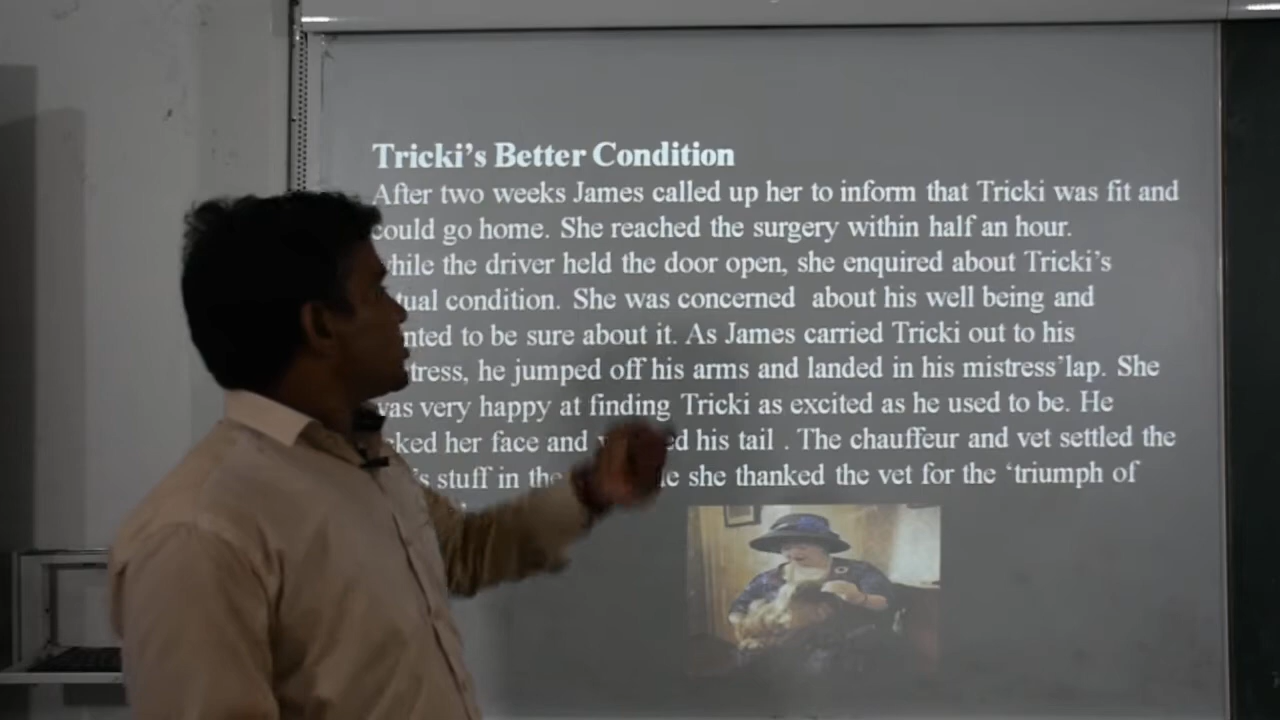 Tricki's Better Condition
After two weeks James called up her to inform that Tricki was fit and
could go home. She reached the surgery within half an hour.
while the driver held the door open, she enquired about Tricki's
condition. She was concerned about his well being and
to be sure about it. As James carried Tricki out to his
he jumped off his arms and landed in his mistress'lap. She
was very happy at finding Tricki as excited as he used to be. He
her face and his tail . The chauffeur and vet settled the
stuff in the she thanked the vet for the ‘triumph of